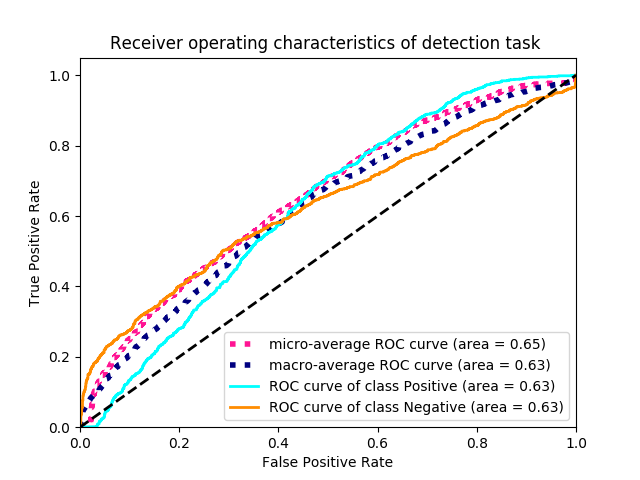 Receiver operating characteristics of detection task
1.0
0.8
0.6
0.4
0.2
0.0
True Positive Rate
micro-average ROC curve (area = 0.65)
macro-average ROC curve (area = 0.63)
ROC curve of class Positive (area = 0.63)
ROC curve of class Negative (area = 0.63)
0.0 0.2 0.4 0.6 0.8 1.0
False Positive Rate